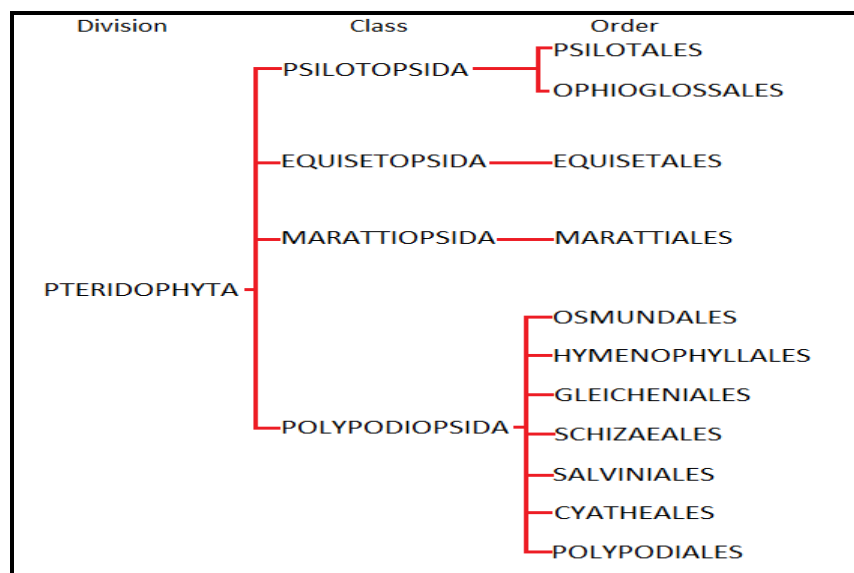 Division Class Order
PSILOTALES
PSILOTOPSIDA
OPHIOGLOSSALES
EQUISETOPSIDA EQUISETALES
MARATTIOPSIDA MARATTIALES
PTERIDOPHYTA
OSMUNDALES
HYMENOPHYLLALES
GLEICHENIALES
POLYPODIOPSIDA
SCHIZAEALES
SALVINIALES
CYATHEALES
POLYPODIALES